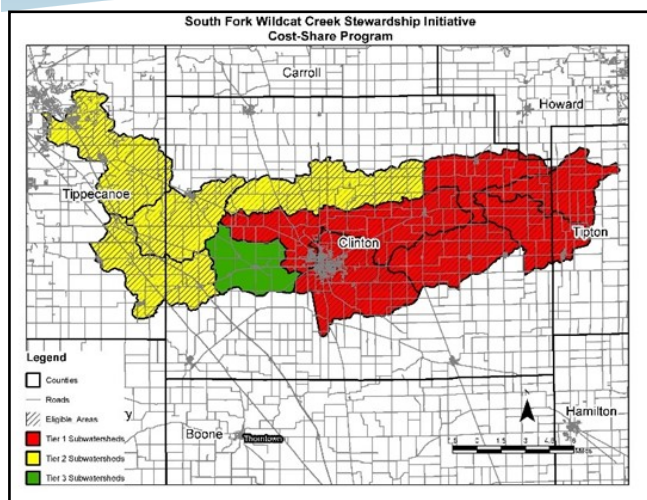 South Fork Wildcat Creek Stewardship Initiative
Cost-Share Program
Carroll
Howard
Tippecanoe
Clinton
Tipton
Legend
Counties
Roads
Eligible Areas
y
Tier 1 Subwatersheds
Tier 2 Subwatersheds
Tier 3 Subwatersheds
Boone
Thorntown
Hamilton
N
Miles